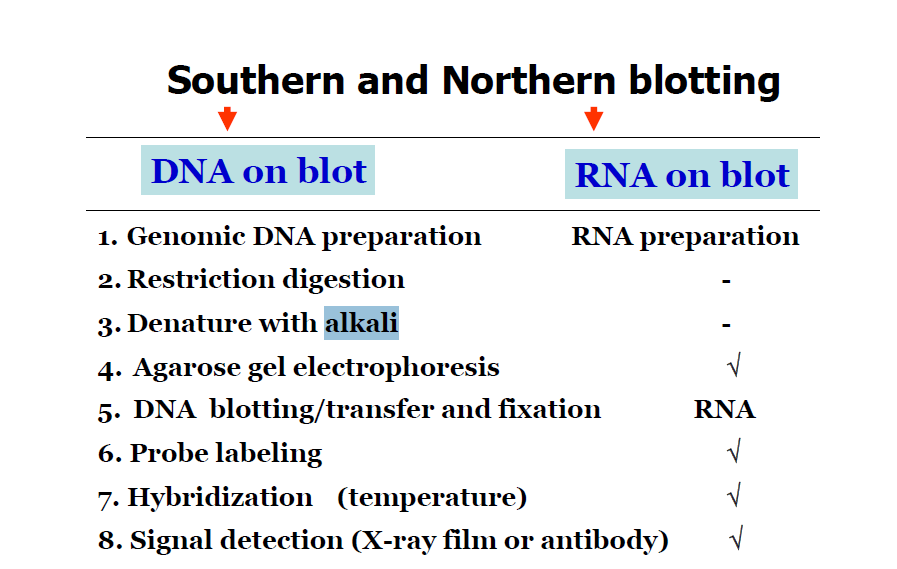 Southern and Northern blotting
DNA on blot RNA on blot
1. Genomic DNA preparation RNA preparation
2. Restriction digestion -
3. Denature with alkali -
4. Agarose gel electrophoresis √
5. DNA blotting/transfer and fixation RNA
6. Probe labeling √
7. Hybridization (temperature) √
8. Signal detection (X-ray film or antibody) √